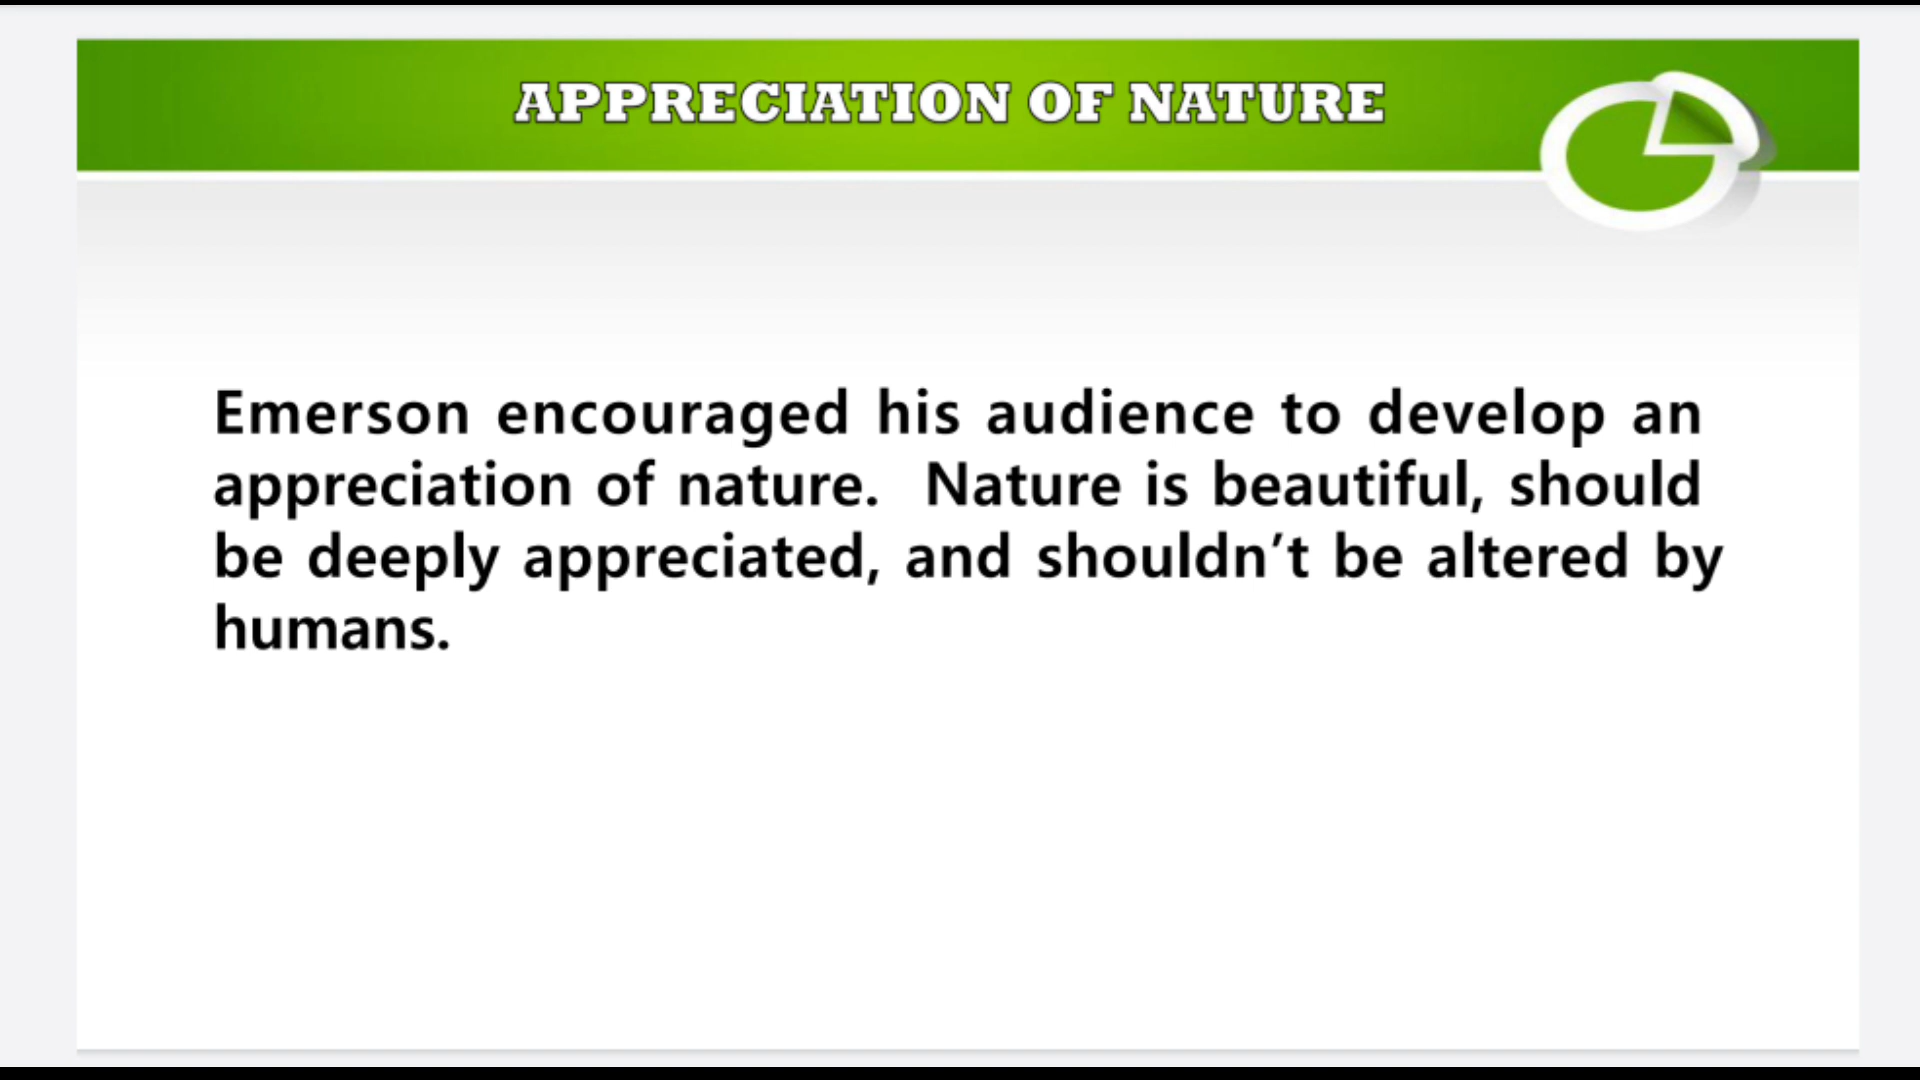 APPRECIATION OF NATURE
Emerson encouraged his audience to develop an
appreciation of nature.  Nature is beautiful, should
be deeply appreciated, and shouldn’t be altered by
humans.